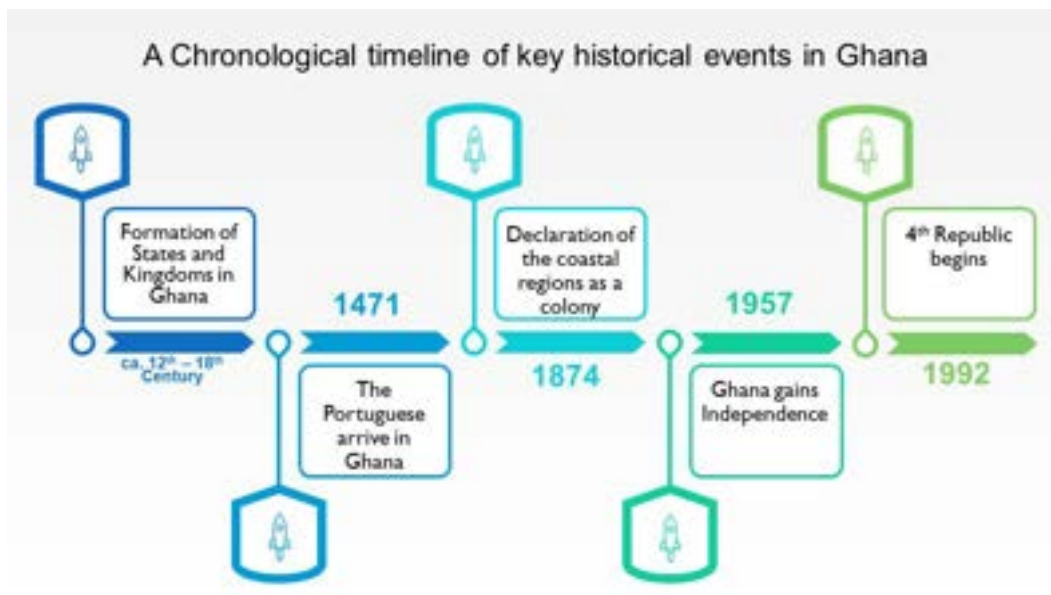 A Chronological timeline of key historical events in Ghana
Formation of
States and
Kingdoms in
Ghana
ca. 12th – 18th
Century
1471
The
Portuguese
arrive in
Ghana
Declaration of
the coastal
regions as a
colony
1874
1957
Ghana gains
Independence
4th Republic
begins
1992